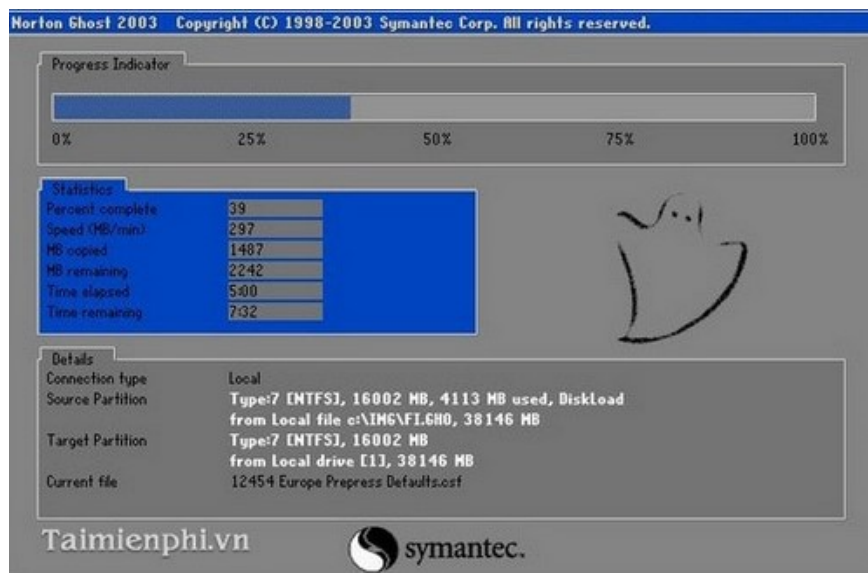 Norton Ghost 2003 Copyright (C) 1998-2003 Symantec Corp. All rights reserved.
Progress Indicator
0% 25% 50% 75% 100%
Statistics
Percent complete 39
Speed (MB/min) 297
MB copied 1487
MB remaining 2242
Time elapsed 5:00
Time remaining 7:32
Details
Connection type Local
Source Partition Type:7 [NTFS], 16002 MB, 4113 MB used, DiskLoad
from Local file c:\IMG\FI.GHO, 38146 MB
Target Partition Type:7 [NTFS], 16002 MB
from Local drive [1], 38146 MB
Current file 12454 Europe Prepress Defaults.csf
Taimienphi.vn
symantec.